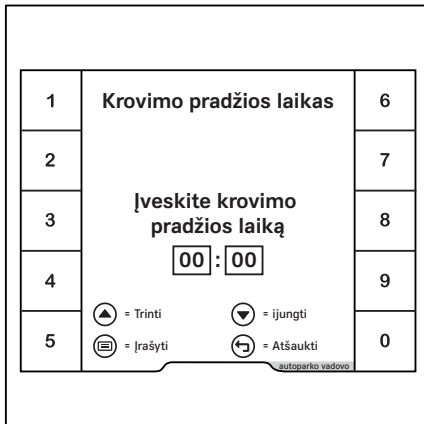 1
Krovimo pradžios laikas
6
2
7
3
Įveskite krovimo
pradžios laiką
8
00 : 00
4
9
= Trinti
= ijungti
5
= Įrašyti
= Atšaukti
0
autoparko vadovo